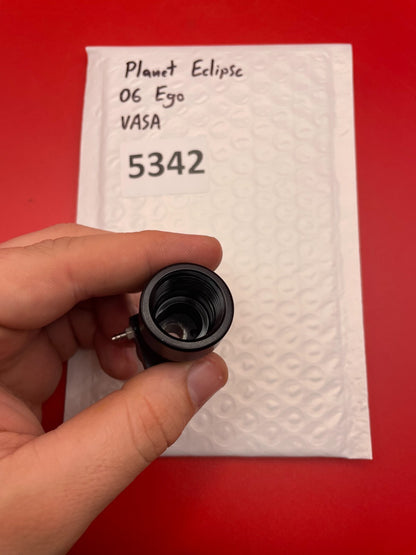 Planet Eclipse
06 Ego
VASA
5342